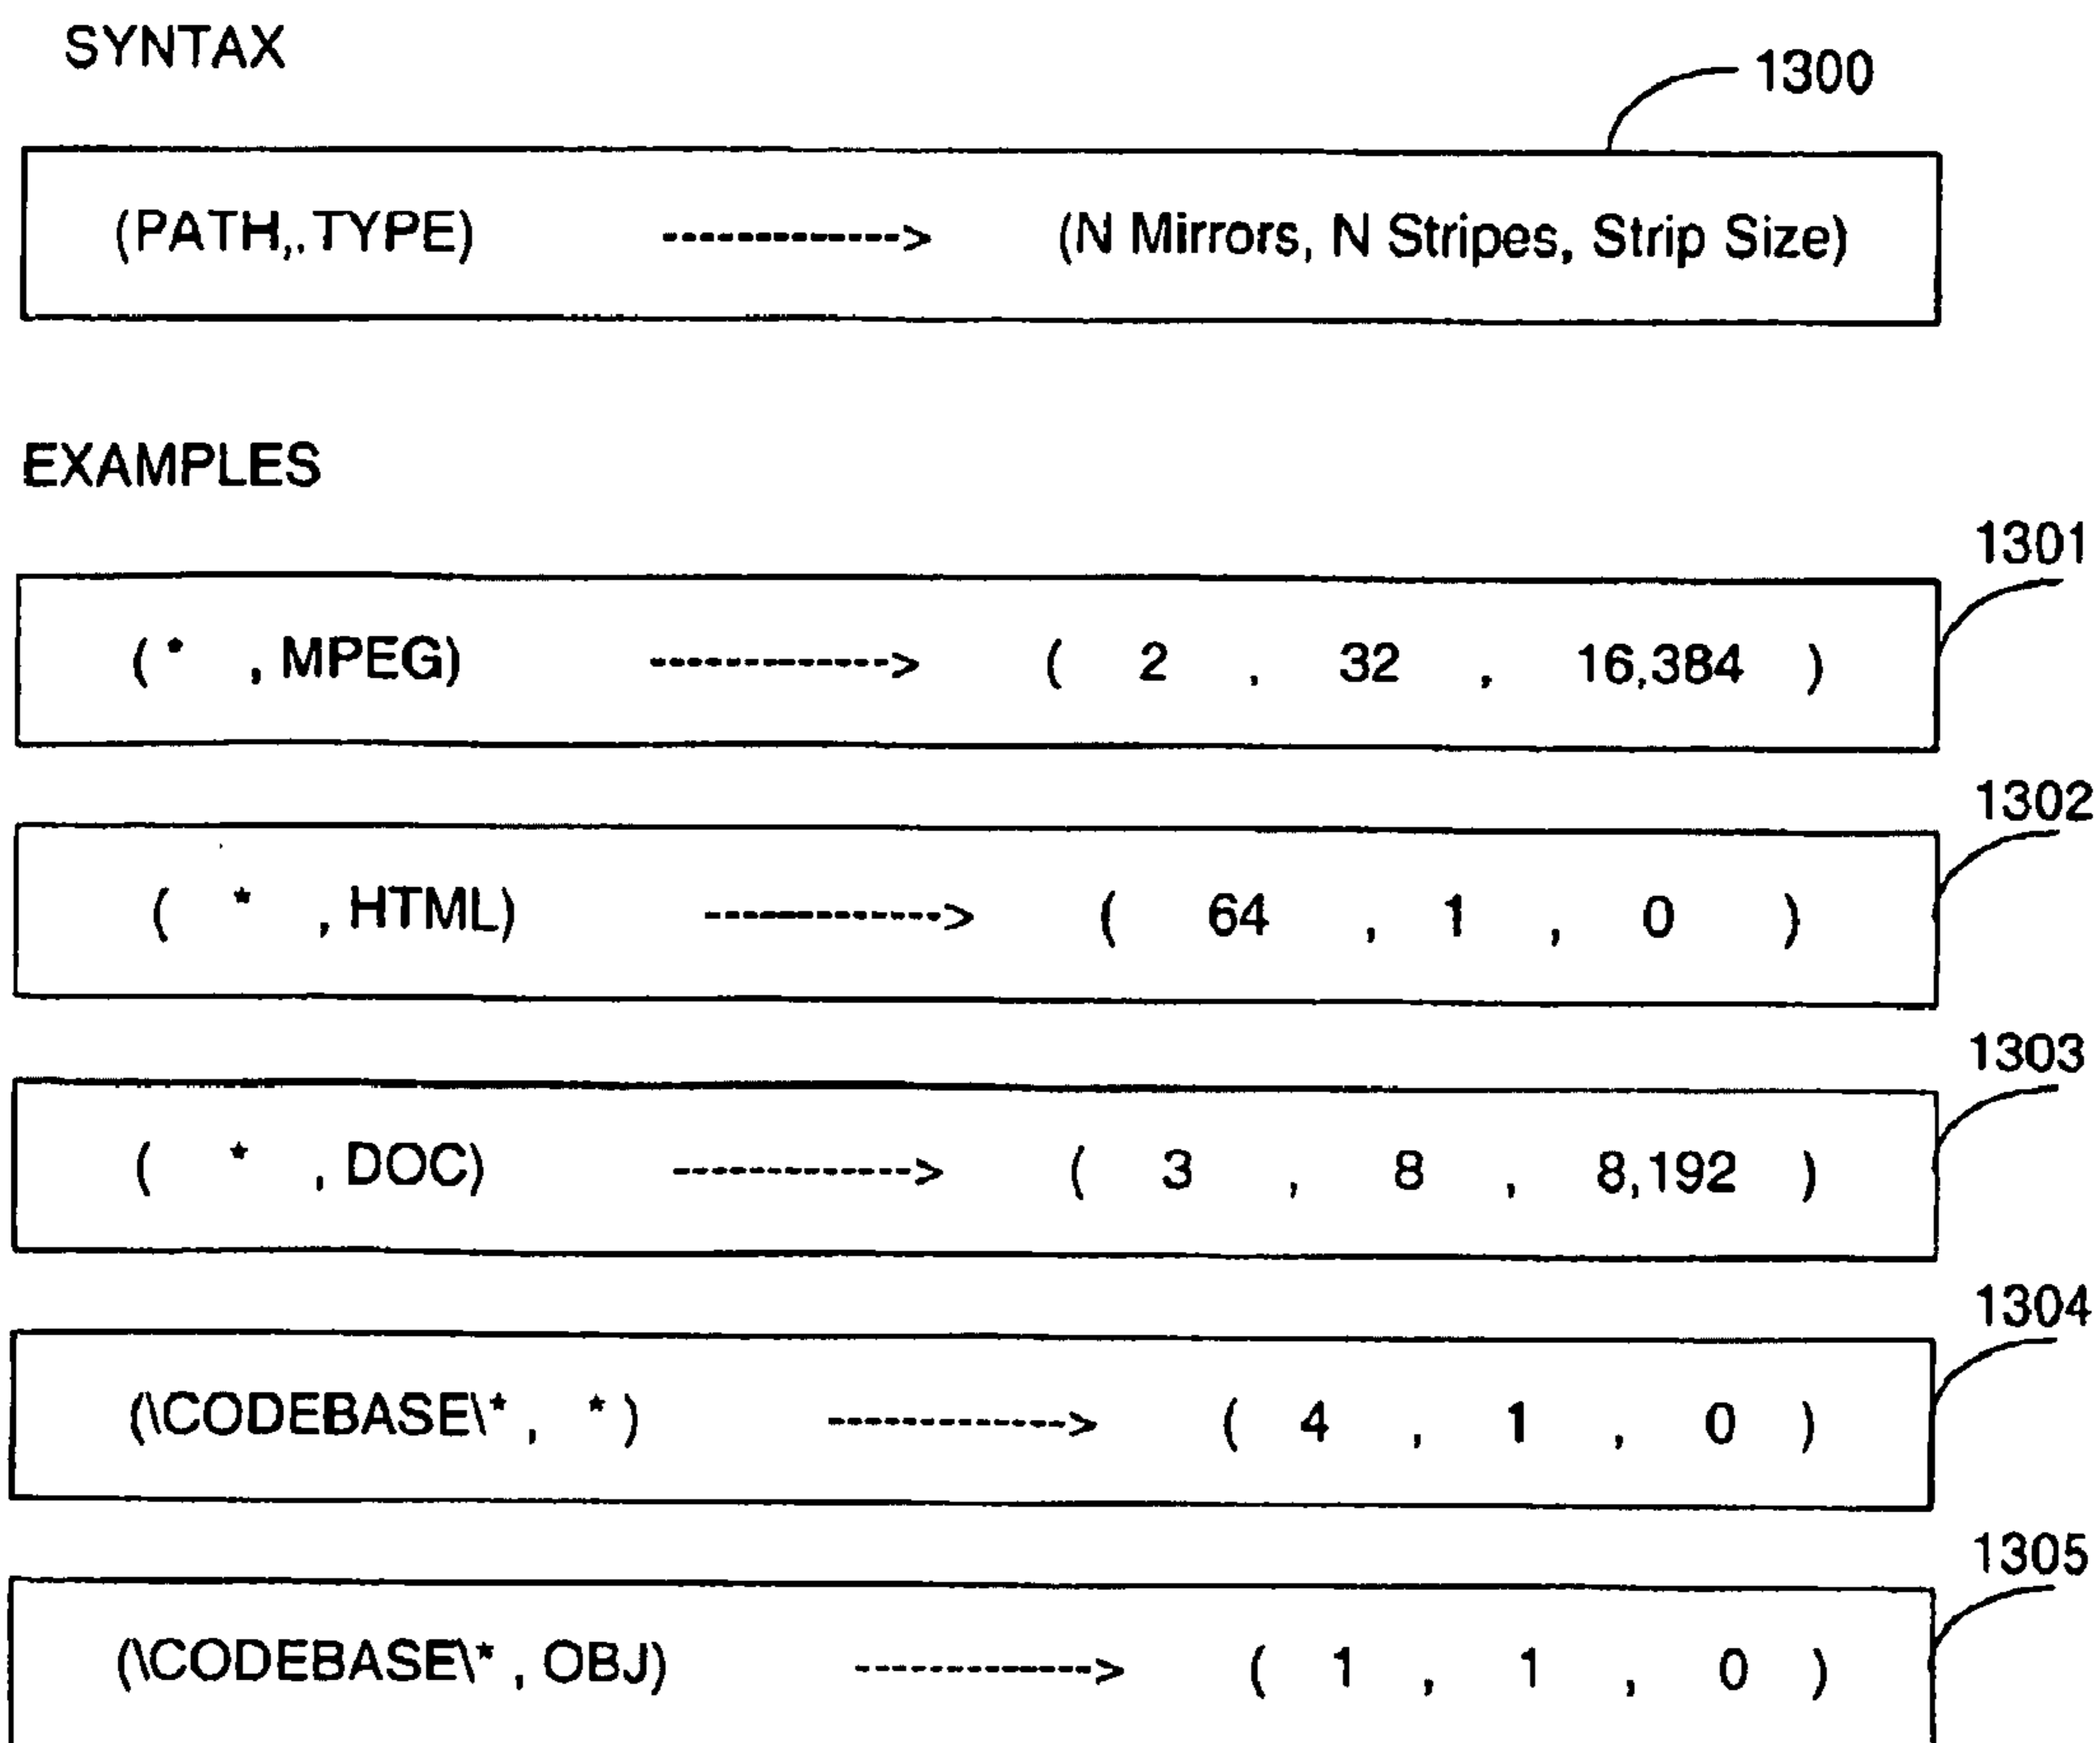 SYNTAX
1300
(PATH,, TYPE) -------------> (N Mirrors, N Stripes, Strip Size)
EXAMPLES
1301
( * , MPEG) -------------> ( 2 , 32 , 16,384 )
1302
( * , HTML) -------------> ( 64 , 1 , 0 )
1303
( * , DOC) -------------> ( 3 , 8 , 8,192 )
1304
(\CODEBASE\* , *) -------------> ( 4 , 1 , 0 )
1305
(\CODEBASE\* , OBJ) -------------> ( 1 , 1 , 0 )